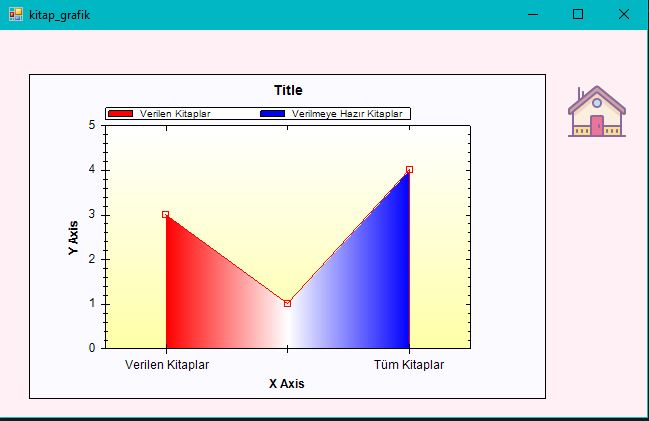 kitap_grafik
Title
Verilen Kitaplar Verilmeye Hazır Kitaplar
5
4
3
2
1
0
Y Axis
Verilen Kitaplar Tüm Kitaplar
X Axis